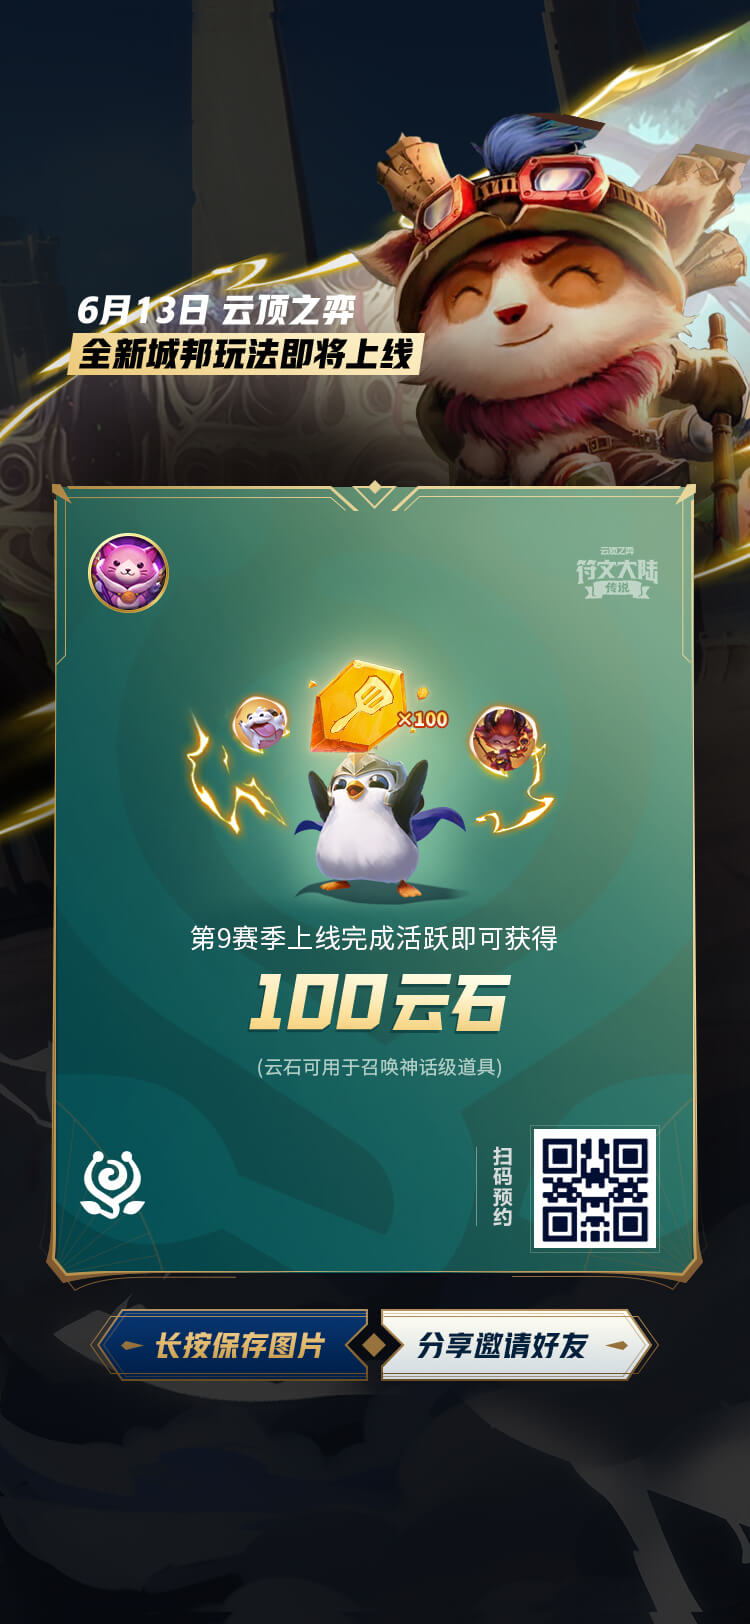 6月13日 云顶之弈
全新城邦玩法即将上线
云顶之弈
符文大陆
传说
×100
第9赛季上线完成活跃即可获得
100云石
(云石可用于召唤神话级道具)
扫码预约
长按保存图片
分享邀请好友